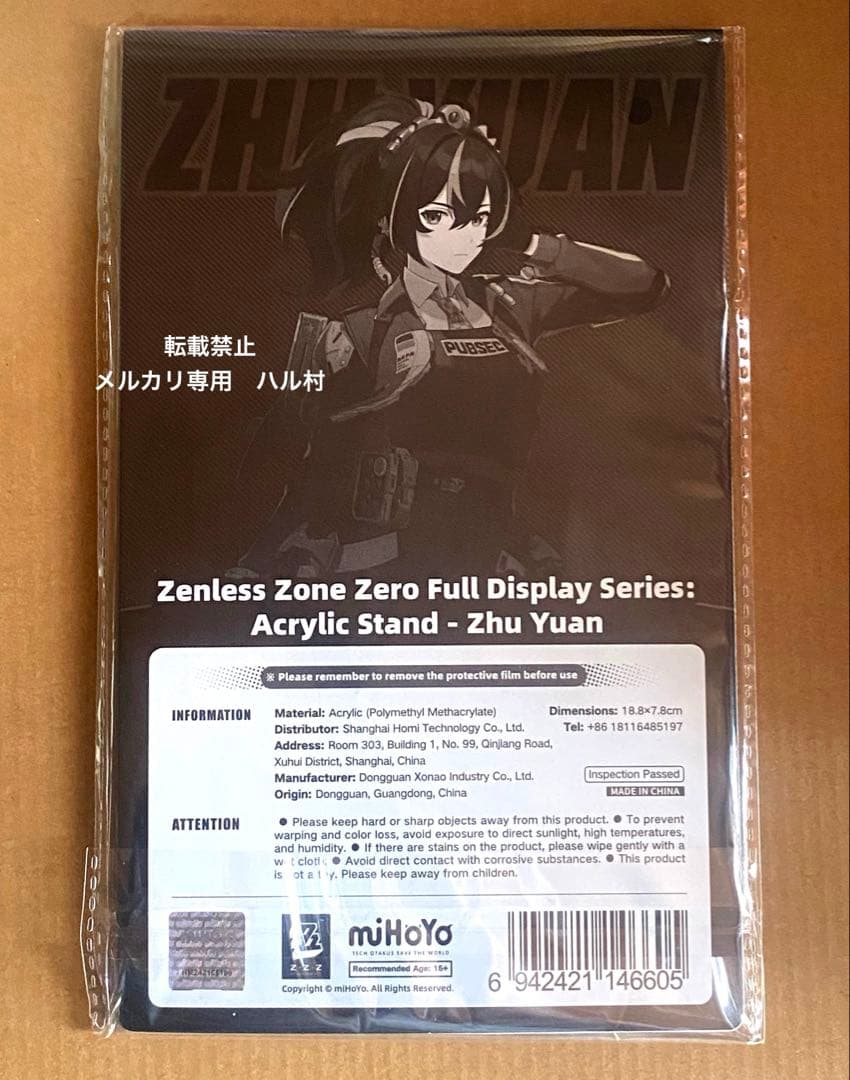 ZHU YUAN
PUBSEC
転載禁止
メルカリ専用 ハル村
Zenless Zone Zero Full Display Series:
Acrylic Stand - Zhu Yuan
※ Please remember to remove the protective film before use
INFORMATION
Material: Acrylic (Polymethyl Methacrylate)
Dimensions: 18.8×7.8cm
Distributor: Shanghai Homi Technology Co., Ltd.
Tel: +86 18116485197
Address: Room 303, Building 1, No. 99, Qinjiang Road,
Xuhui District, Shanghai, China
Manufacturer: Dongguan Xonao Industry Co., Ltd.
Inspection Passed
Origin: Dongguan, Guangdong, China
MADE IN CHINA
ATTENTION
● Please keep hard or sharp objects away from this product. ● To prevent
warping and color loss, avoid exposure to direct sunlight, high temperatures,
and humidity. ● If there are stains on the product, please wipe gently with a
wet cloth. ● Avoid direct contact with corrosive substances. ● This product
is not a toy. Please keep away from children.
Z Z Z
miHoYo
TECH OTAKUS SAVE THE WORLD
Recommended Age: 16+
Copyright © miHoYo. All Rights Reserved.
6 942421 146605